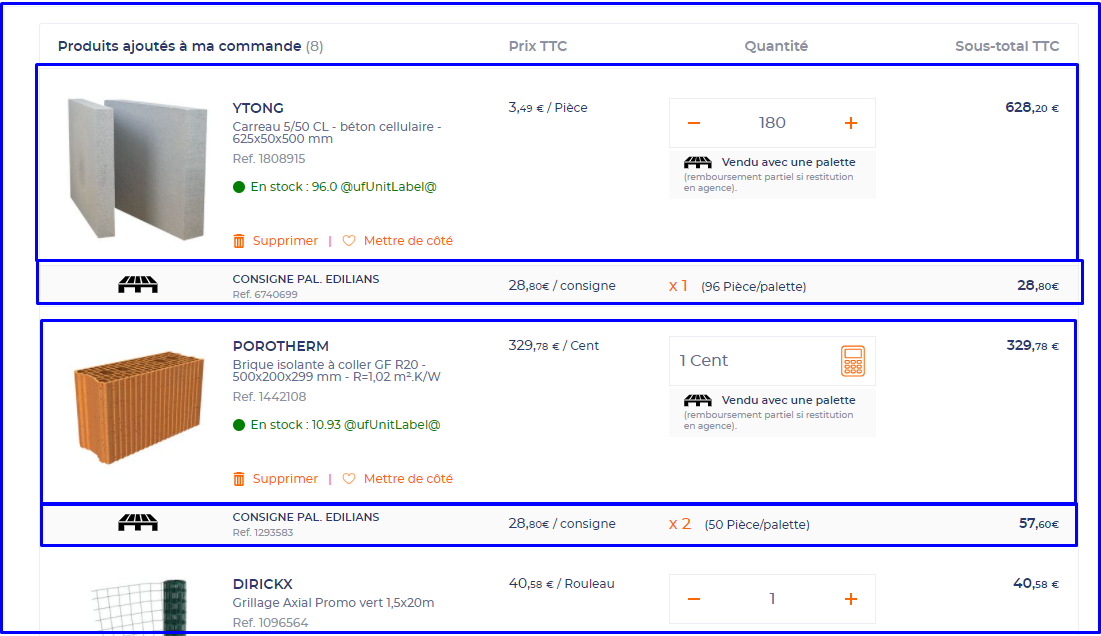 Produits ajoutés à ma commande (8) Prix TTC Quantité Sous-total TTC
YTONG 3,49 € / Pièce − 180 + 628,20 €
Carreau 5/50 CL - béton cellulaire -
625x50x500 mm
Ref. 1808915
Vendu avec une palette
(remboursement partiel si restitution
en agence).
En stock : 96.0 @ufUnitLabel@
Supprimer | Mettre de côté
CONSIGNE PAL. EDILIANS 28,80€ / consigne x 1 (96 Pièce/palette) 28,80€
Ref. 6740699
POROTHERM 329,78 € / Cent 1 Cent 329,78 €
Brique isolante à coller GF R20 -
500x200x299 mm - R=1,02 m².K/W
Ref. 1442108
Vendu avec une palette
(remboursement partiel si restitution
en agence).
En stock : 10.93 @ufUnitLabel@
Supprimer | Mettre de côté
CONSIGNE PAL. EDILIANS 28,80€ / consigne x 2 (50 Pièce/palette) 57,60€
Ref. 1293583
DIRICKX 40,58 € / Rouleau − 1 + 40,58 €
Grillage Axial Promo vert 1,5x20m
Ref. 1096564